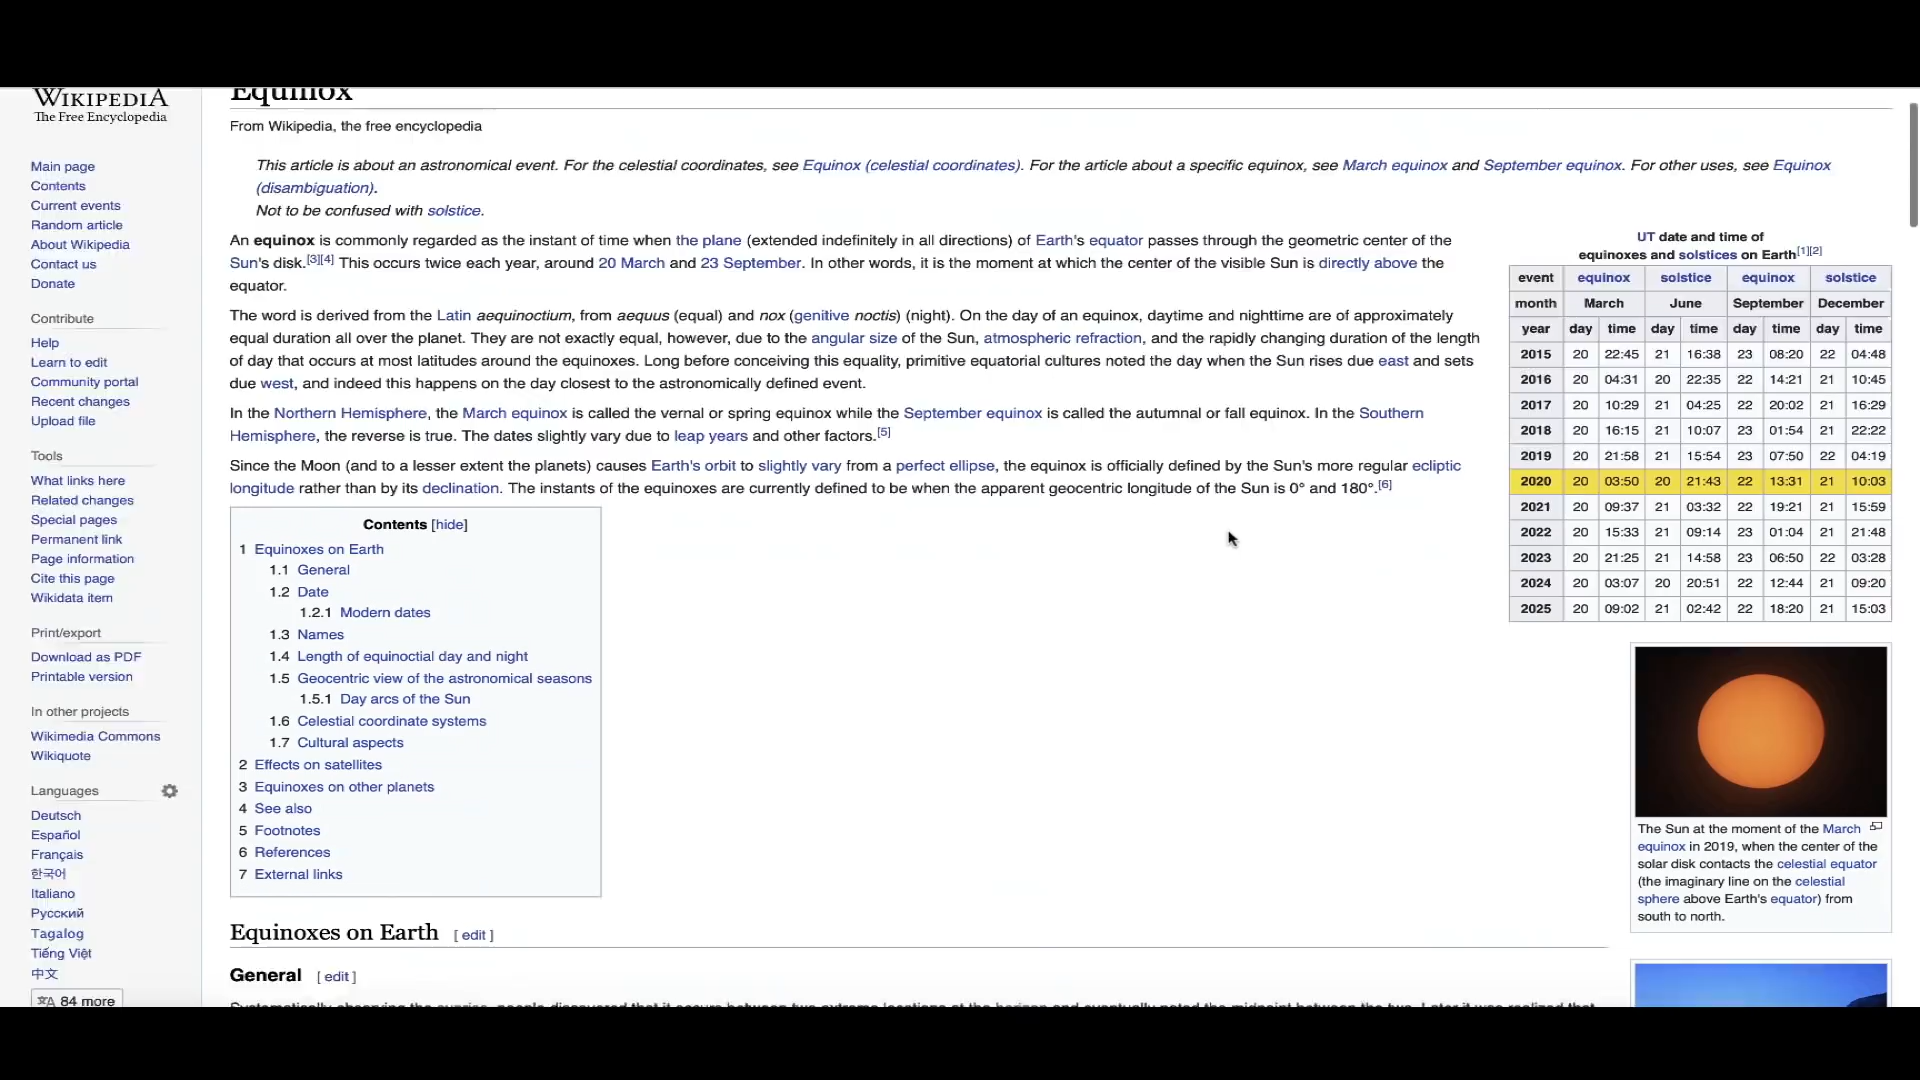 WIKIPEDIA
The Free Encyclopedia
Main page
Contents
Current events
Random article
About Wikipedia
Contact us
Donate
Contribute
Help
Learn to edit
Community portal
Recent changes
Upload file
Tools
What links here
Related changes
Special pages
Permanent link
Page information
Cite this page
Wikidata item
Print/export
Download as PDF
Printable version
In other projects
Wikimedia Commons
Wikiquote
Languages
Deutsch
Español
Français
한국어
Italiano
Русский
Tagalog
Tiếng Việt
中文
84 more
Equinox
From Wikipedia, the free encyclopedia
This article is about an astronomical event. For the celestial coordinates, see Equinox (celestial coordinates). For the article about a specific equinox, see March equinox and September equinox. For other uses, see Equinox
(disambiguation).
Not to be confused with solstice.
An equinox is commonly regarded as the instant of time when the plane (extended indefinitely in all directions) of Earth's equator passes through the geometric center of the
Sun's disk.[3][4] This occurs twice each year, around 20 March and 23 September. In other words, it is the moment at which the center of the visible Sun is directly above the
equator.
The word is derived from the Latin aequinoctium, from aequus (equal) and nox (genitive noctis) (night). On the day of an equinox, daytime and nighttime are of approximately
equal duration all over the planet. They are not exactly equal, however, due to the angular size of the Sun, atmospheric refraction, and the rapidly changing duration of the length
of day that occurs at most latitudes around the equinoxes. Long before conceiving this equality, primitive equatorial cultures noted the day when the Sun rises due east and sets
due west, and indeed this happens on the day closest to the astronomically defined event.
In the Northern Hemisphere, the March equinox is called the vernal or spring equinox while the September equinox is called the autumnal or fall equinox. In the Southern
Hemisphere, the reverse is true. The dates slightly vary due to leap years and other factors.[5]
Since the Moon (and to a lesser extent the planets) causes Earth's orbit to slightly vary from a perfect ellipse, the equinox is officially defined by the Sun's more regular ecliptic
longitude rather than by its declination. The instants of the equinoxes are currently defined to be when the apparent geocentric longitude of the Sun is 0° and 180°.[6]
Contents [hide]
1 Equinoxes on Earth
1.1 General
1.2 Date
1.2.1 Modern dates
1.3 Names
1.4 Length of equinoctial day and night
1.5 Geocentric view of the astronomical seasons
1.5.1 Day arcs of the Sun
1.6 Celestial coordinate systems
1.7 Cultural aspects
2 Effects on satellites
3 Equinoxes on other planets
4 See also
5 Footnotes
6 References
7 External links
Equinoxes on Earth [ edit ]
General [ edit ]
Systematically observing the sunrise, people discovered that it occurs between two extreme locations at the horizon and eventually noted the midpoint between the two. Later it was realized that
UT date and time of
equinoxes and solstices on Earth[1][2]
event equinox solstice equinox solstice
month March June September December
year day time day time day time day time
2015 20 22:45 21 16:38 23 08:20 22 04:48
2016 20 04:31 20 22:35 22 14:21 21 10:45
2017 20 10:29 21 04:25 22 20:02 21 16:29
2018 20 16:15 21 10:07 23 01:54 21 22:22
2019 20 21:58 21 15:54 23 07:50 22 04:19
2020 20 03:50 20 21:43 22 13:31 21 10:03
2021 20 09:37 21 03:32 22 19:21 21 15:59
2022 20 15:33 21 09:14 23 01:04 21 21:48
2023 20 21:25 21 14:58 23 06:50 22 03:28
2024 20 03:07 20 20:51 22 12:44 21 09:20
2025 20 09:02 21 02:42 22 18:20 21 15:03
The Sun at the moment of the March
equinox in 2019, when the center of the
solar disk contacts the celestial equator
(the imaginary line on the celestial
sphere above Earth's equator) from
south to north.